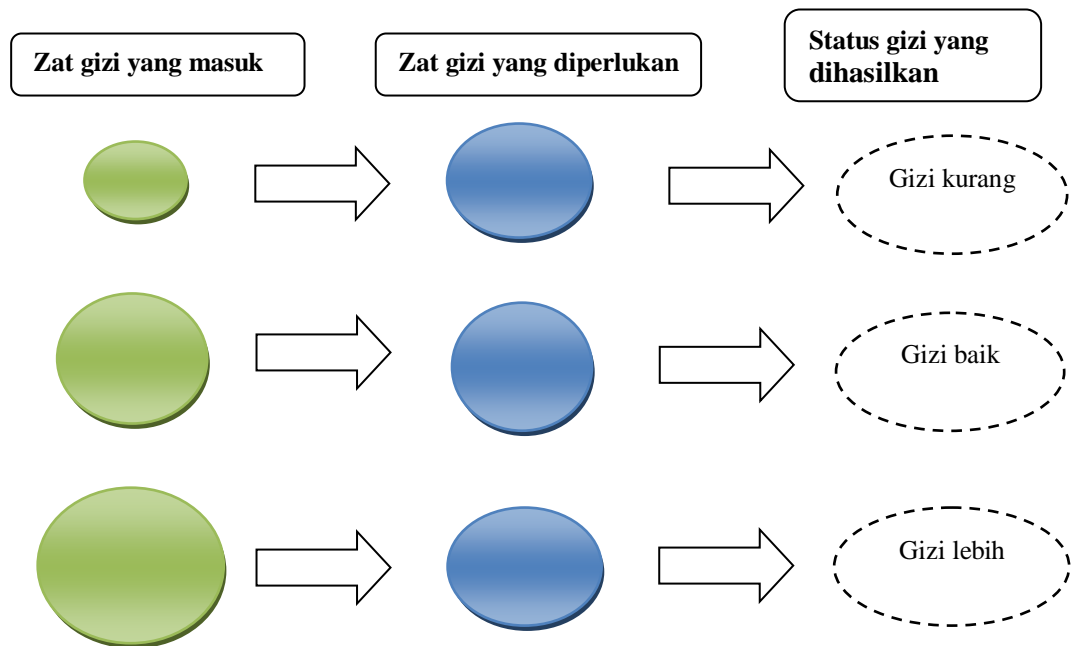 Zat gizi yang masuk
Zat gizi yang diperlukan
Status gizi yang
dihasilkan
Gizi kurang
Gizi baik
Gizi lebih